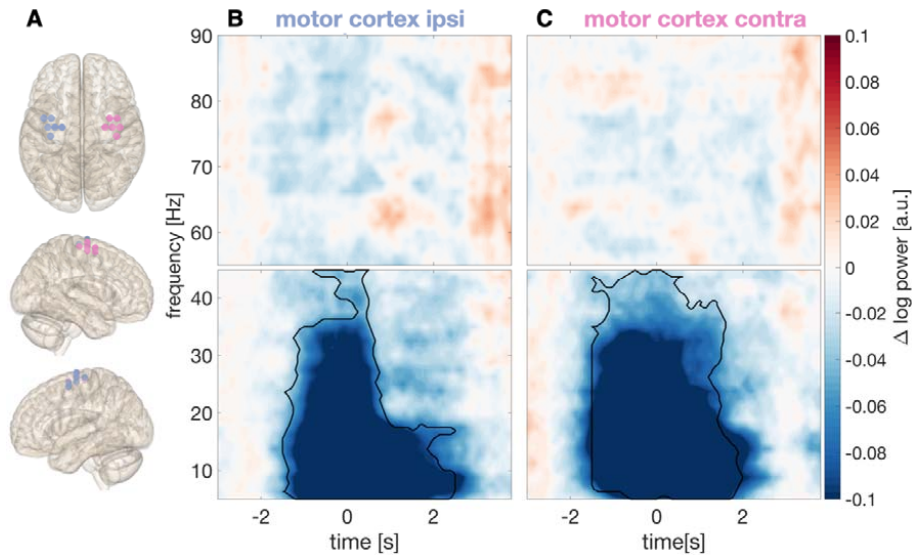 A
B
motor cortex ipsi
C
motor cortex contra
frequency [Hz]
90
80
70
60
40
30
20
10
-2
0
2
time [s]
-2
0
2
time[s]
0.1
0.08
0.06
0.04
0.02
0
-0.02
-0.04
-0.06
-0.08
-0.1
Δ log power [a.u.]